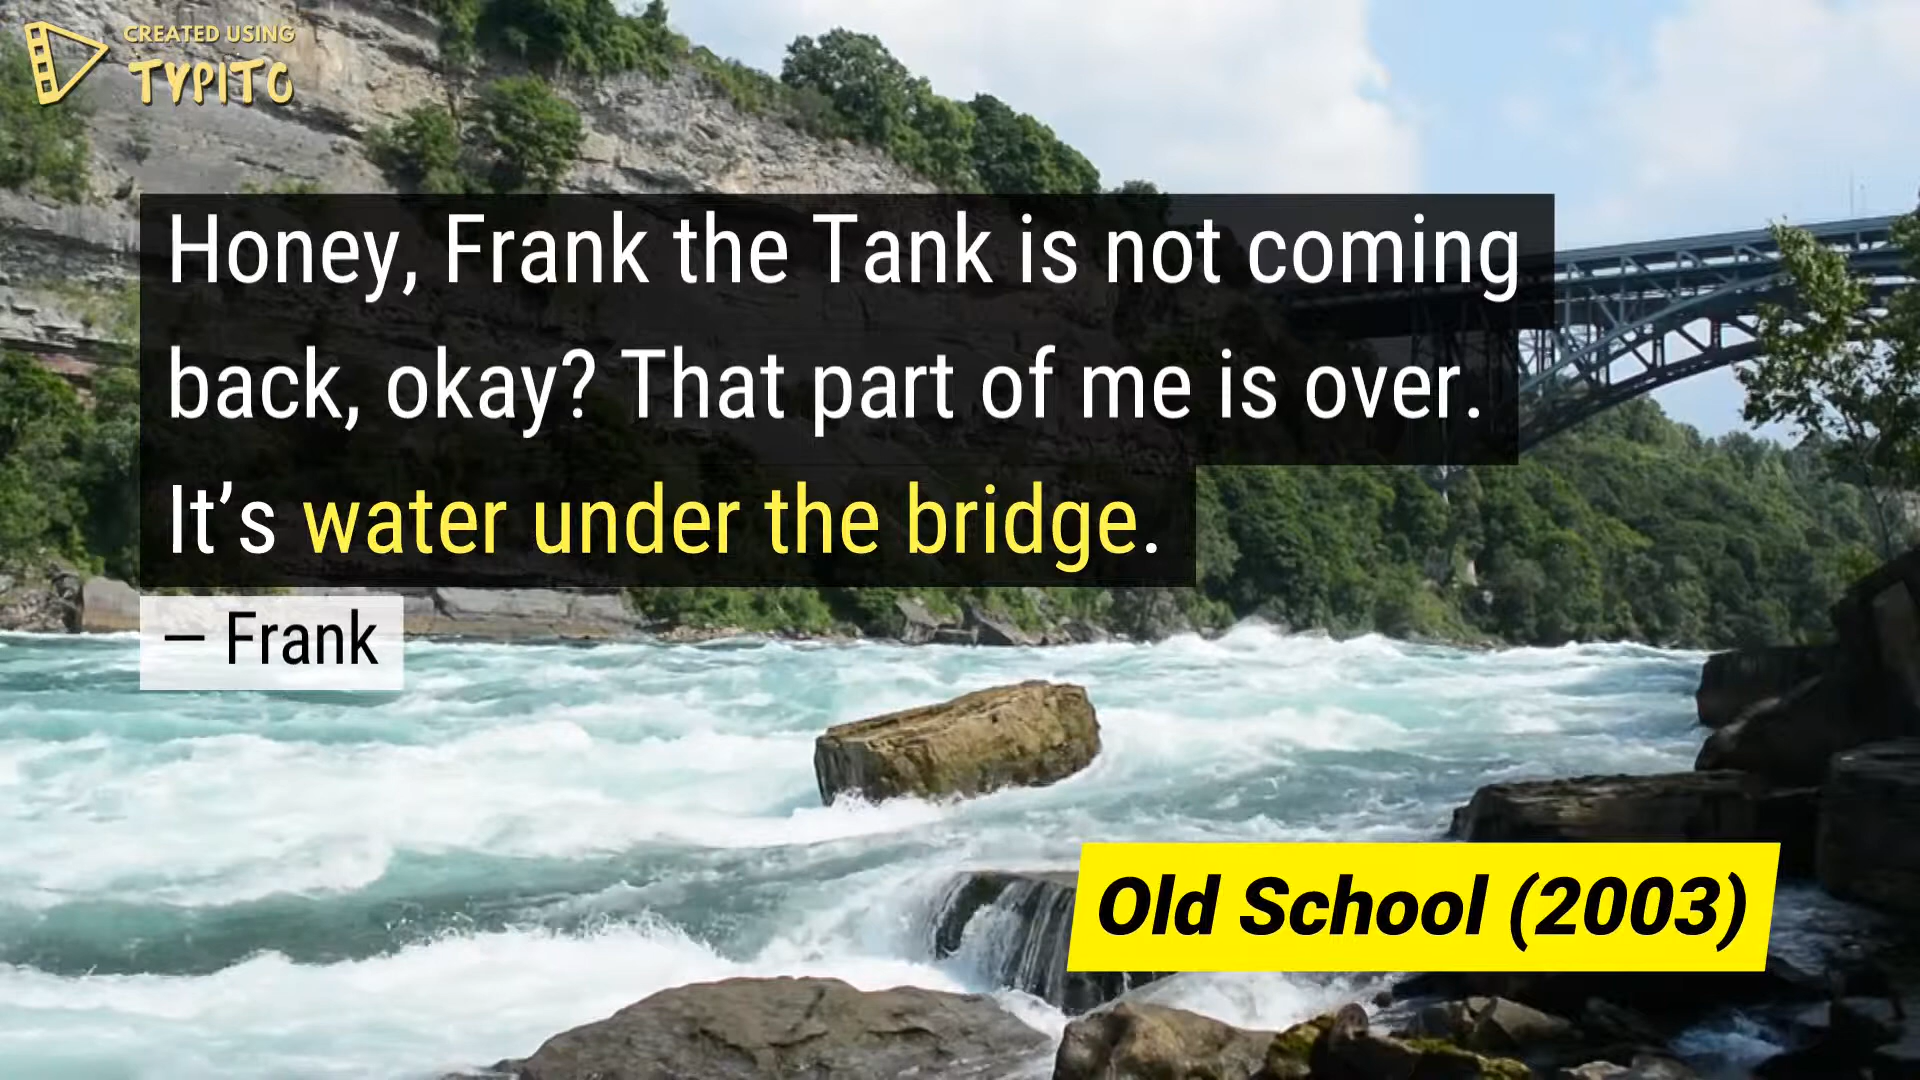 CREATED USING
TYPITO
Honey, Frank the Tank is not coming
back, okay? That part of me is over.
It’s water under the bridge.
– Frank
Old School (2003)